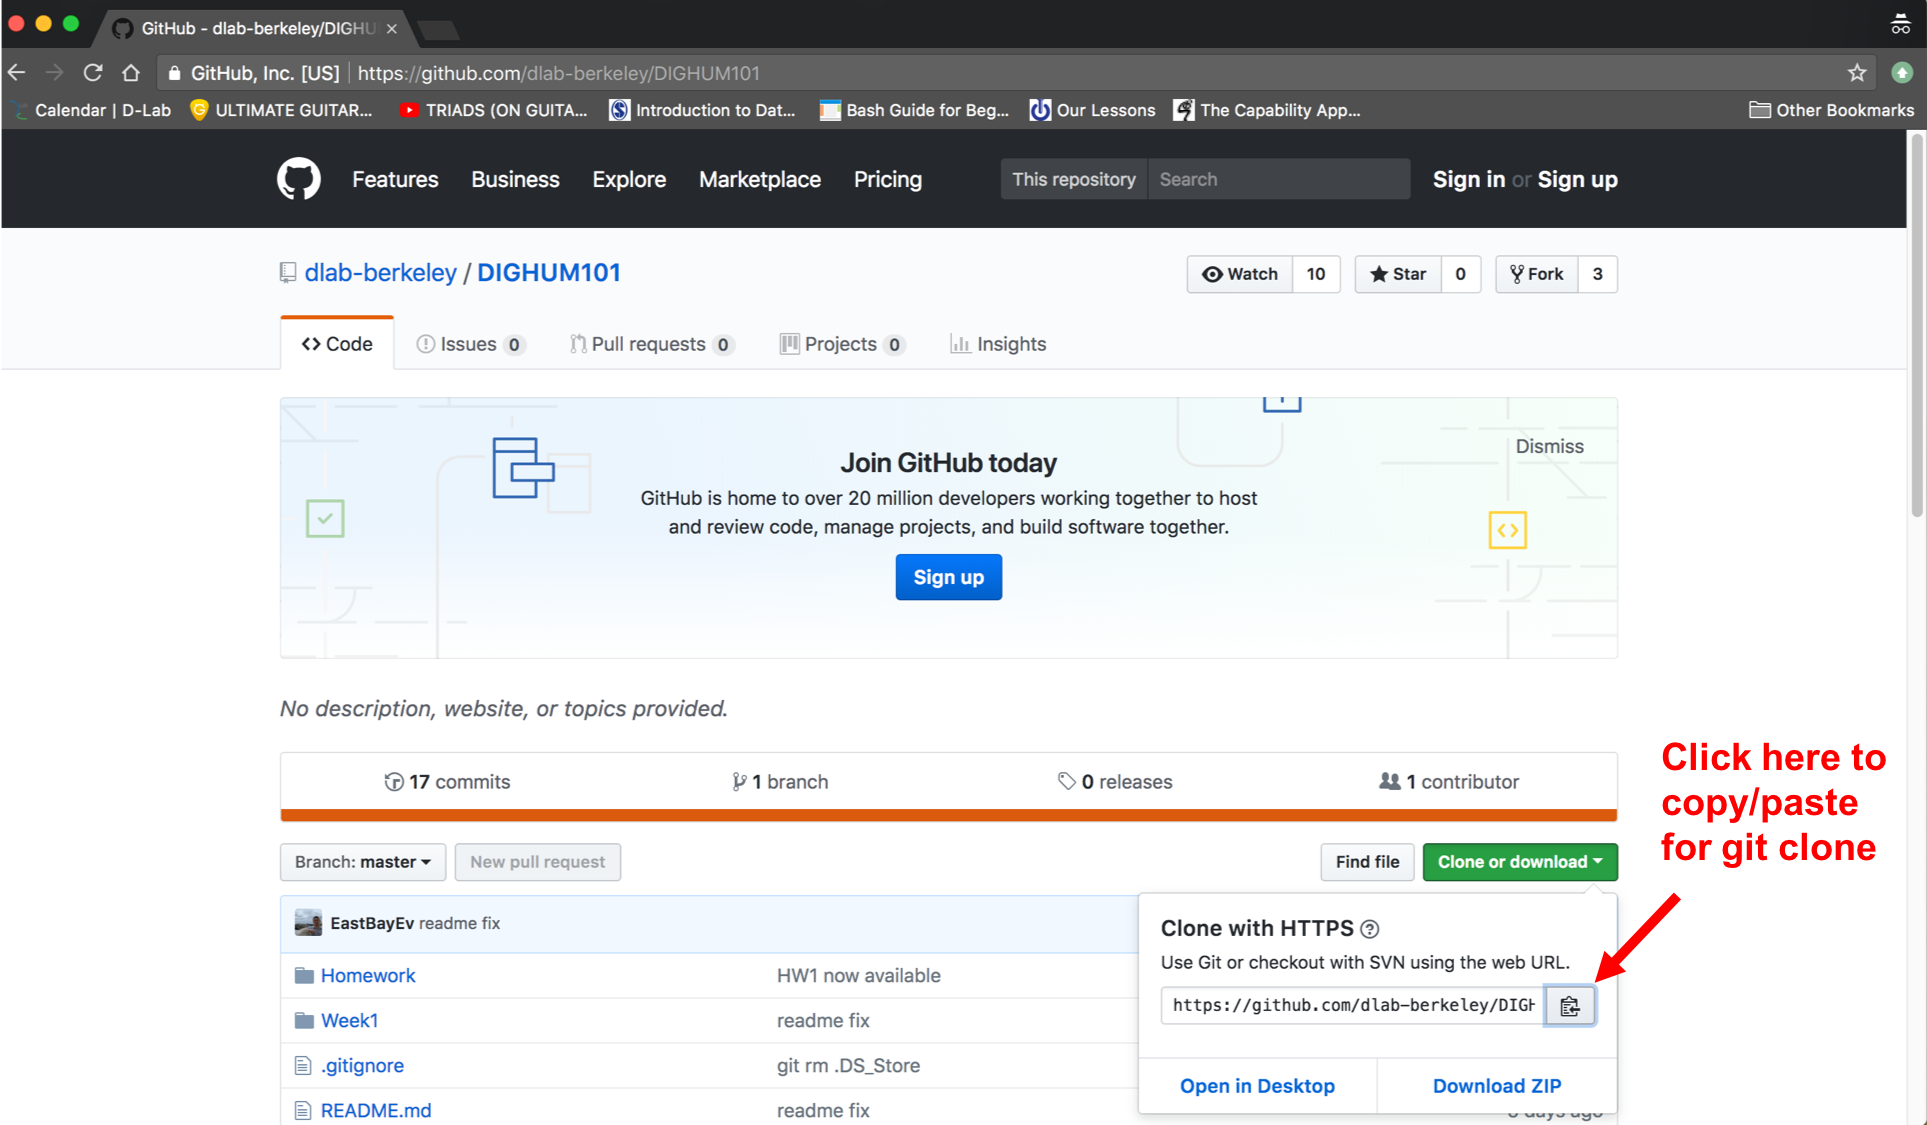 GitHub - dlab-berkeley/DIGHU
GitHub, Inc. [US] https://github.com/dlab-berkeley/DIGHUM101
Calendar | D-Lab ULTIMATE GUITAR... TRIADS (ON GUITA... Introduction to Dat... Bash Guide for Beg... Our Lessons The Capability App... Other Bookmarks
Features Business Explore Marketplace Pricing This repository Search Sign in or Sign up
dlab-berkeley / DIGHUM101 Watch 10 Star 0 Fork 3
Code Issues 0 Pull requests 0 Projects 0 Insights
Dismiss
Join GitHub today
GitHub is home to over 20 million developers working together to host
and review code, manage projects, and build software together.
Sign up
No description, website, or topics provided.
17 commits 1 branch 0 releases 1 contributor
Click here to
copy/paste
for git clone
Branch: master New pull request Find file Clone or download
EastBayEv readme fix
Clone with HTTPS
Use Git or checkout with SVN using the web URL.
https://github.com/dlab-berkeley/DIGH
Open in Desktop Download ZIP
Homework HW1 now available
Week1 readme fix
.gitignore git rm .DS_Store
README.md readme fix days ago